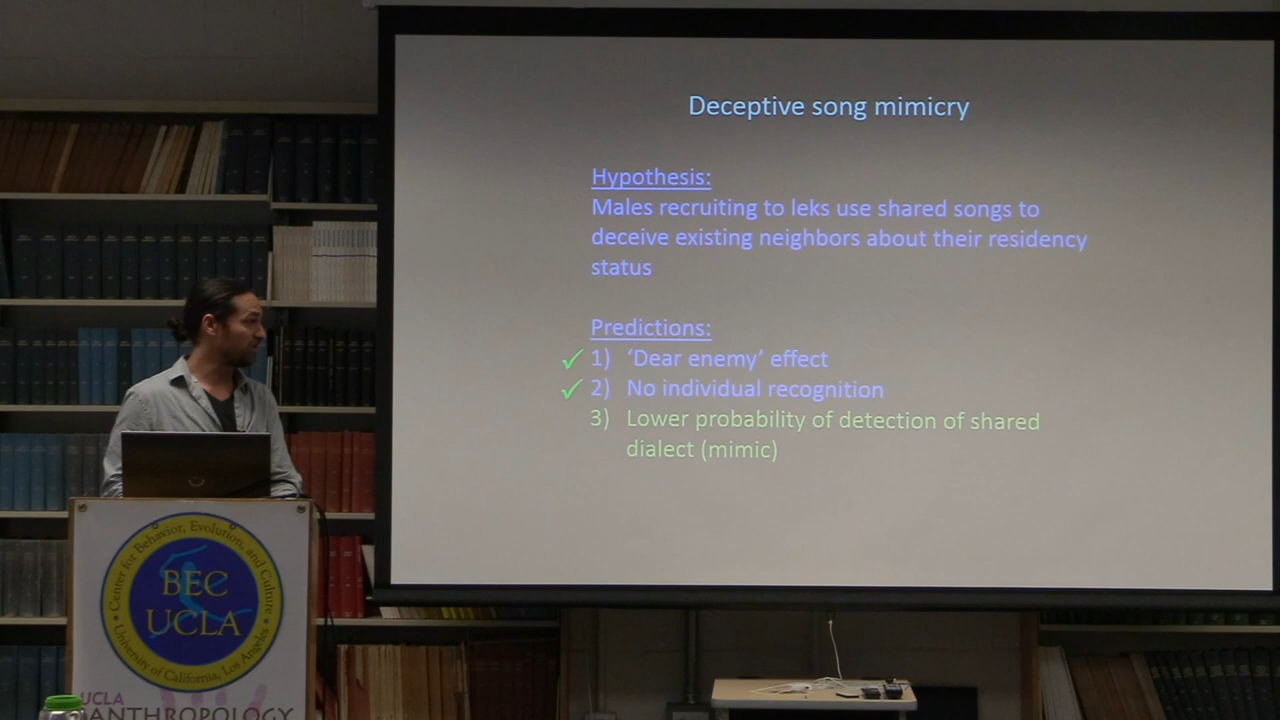 Deceptive song mimicry
Hypothesis:
Males recruiting to leks use shared songs to
deceive existing neighbors about their residency
status
Predictions:
✓ 1) ‘Dear enemy’ effect
✓ 2) No individual recognition
3) Lower probability of detection of shared
dialect (mimic)
Center for Behavior, Evolution, and Culture
BEC
UCLA
University of California, Los Angeles
UCLA
ANTHROPOLOGY